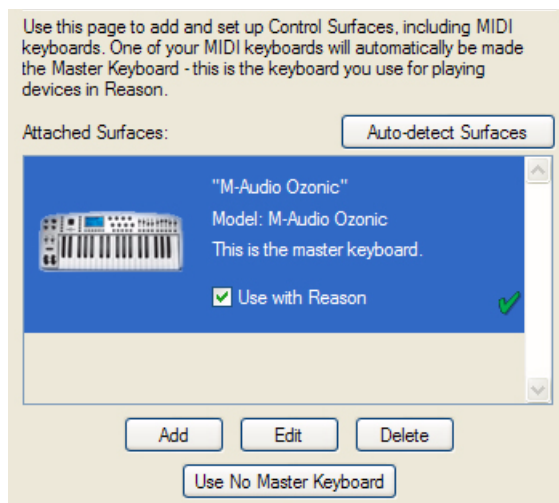 Use this page to add and set up Control Surfaces, including MIDI
keyboards. One of your MIDI keyboards will automatically be made
the Master Keyboard - this is the keyboard you use for playing
devices in Reason.
Attached Surfaces:
Auto-detect Surfaces
"M-Audio Ozonic"
Model: M-Audio Ozonic
This is the master keyboard.
Use with Reason
Add
Edit
Delete
Use No Master Keyboard